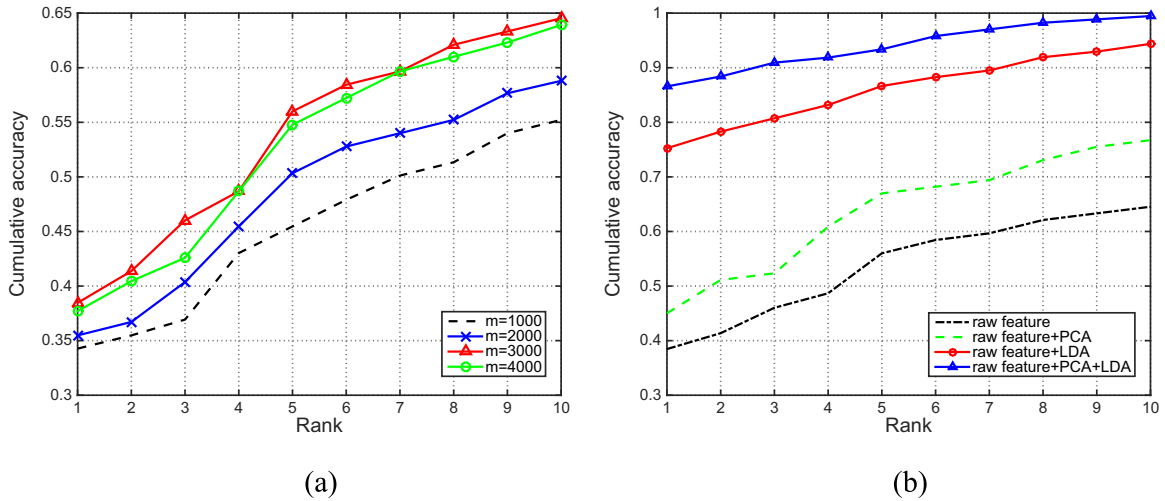 0.65
0.6
0.55
0.5
0.45
0.4
0.35
0.3
Cumulative accuracy
1 2 3 4 5 6 7 8 9 10
Rank
m=1000
m=2000
m=3000
m=4000
(a)
1
0.9
0.8
0.7
0.6
0.5
0.4
0.3
Cumulative accuracy
1 2 3 4 5 6 7 8 9 10
Rank
raw feature
raw feature+PCA
raw feature+LDA
raw feature+PCA+LDA
(b)